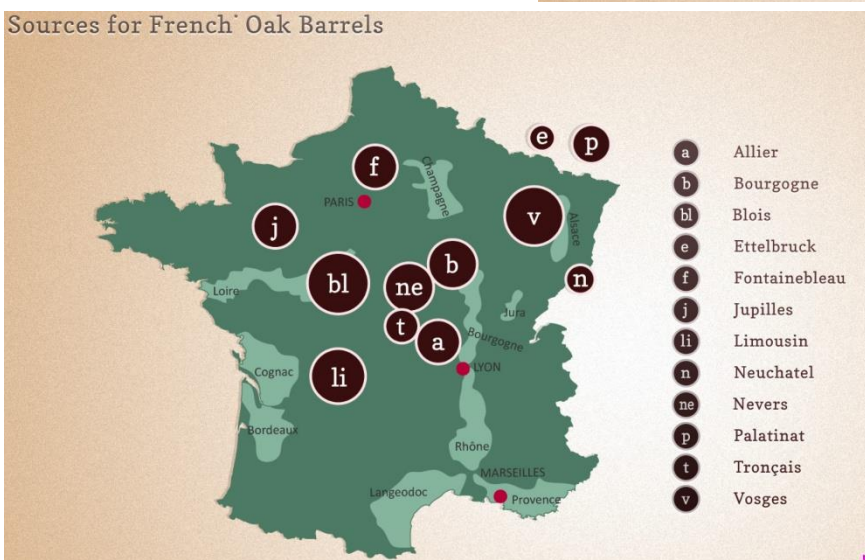 Sources for French Oak Barrels
e
p
f
Champagne
PARIS
v
Alsace
j
b
bl
ne
n
Loire
t
Jura
a
Bourgogne
LYON
li
Cognac
Bordeaux
Rhône
MARSEILLES
Langeodoc
Provence
a Allier
b Bourgogne
bl Blois
e Ettelbruck
f Fontainebleau
j Jupilles
li Limousin
n Neuchatel
ne Nevers
p Palatinat
t Tronçais
v Vosges